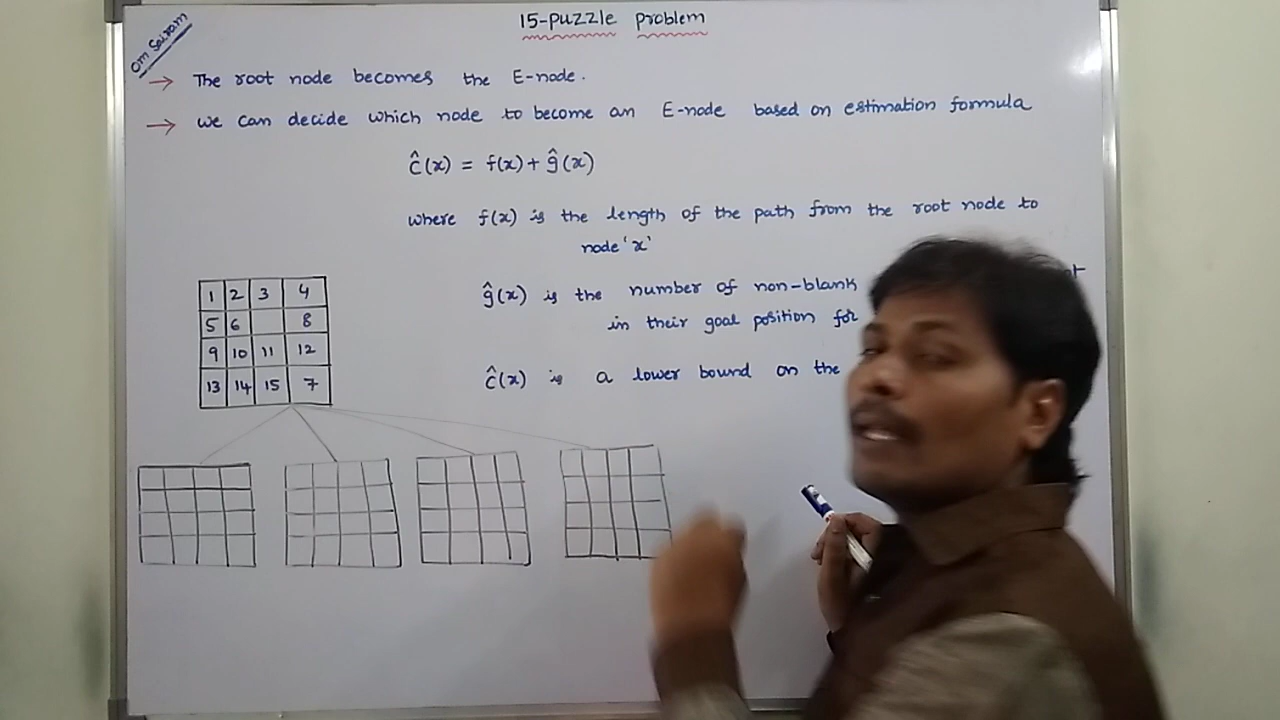 Om Sairam
15-puzzle problem
→ The root node becomes the E-node.
→ we can decide which node to become an E-node based on estimation formula
ĉ(x) = f(x) + ĝ(x)
where f(x) is the length of the path from the root node to
node 'x'
ĝ(x) is the number of non-blank
in their goal position for
ĉ(x) is a lower bound on the
1 2 3 4
5 6 8
9 10 11 12
13 14 15 7